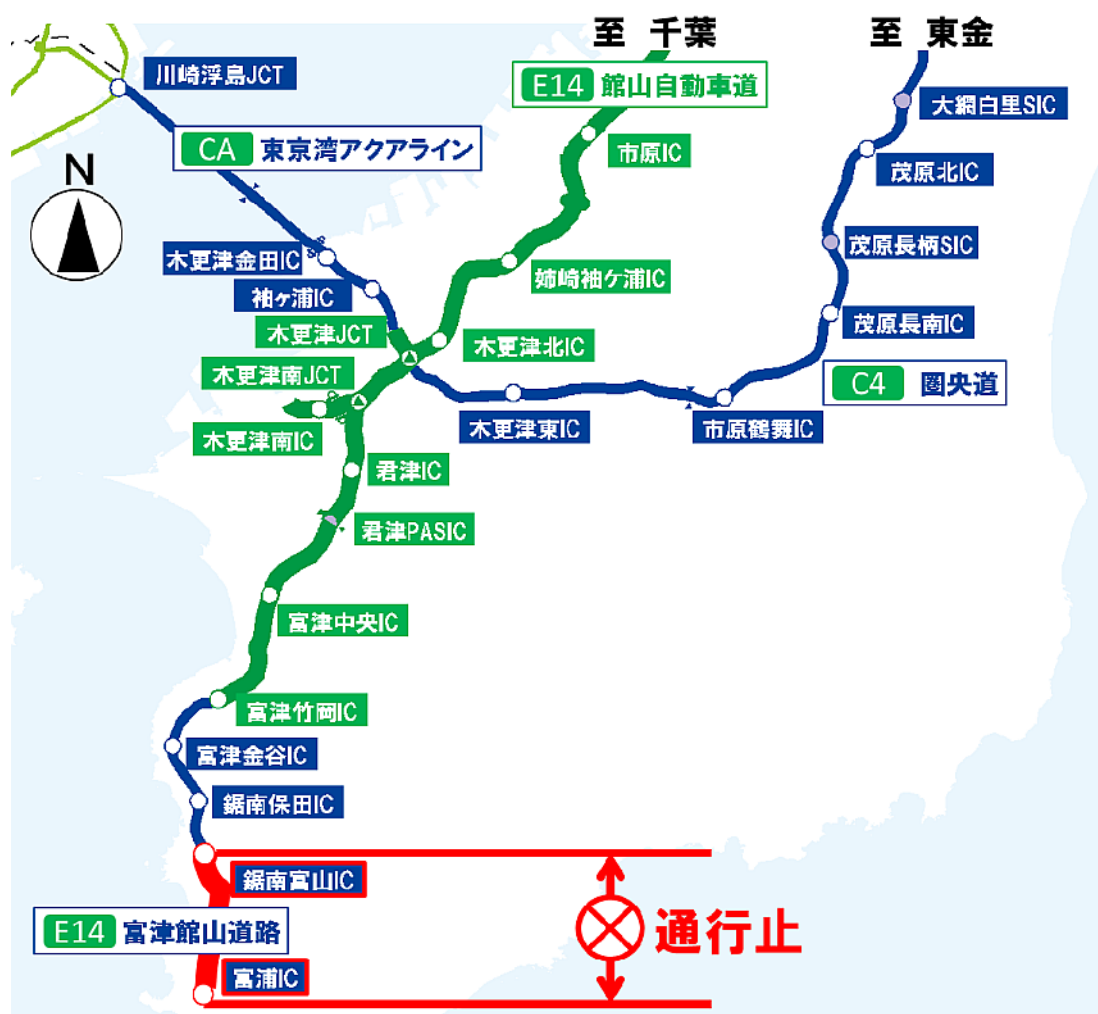 至 千葉
至 東金
川崎浮島JCT
E14 館山自動車道
大網白里SIC
CA 東京湾アクアライン
市原IC
茂原北IC
N
木更津金田IC
茂原長柄SIC
姉崎袖ケ浦IC
袖ヶ浦IC
木更津JCT
茂原長南IC
木更津北IC
木更津南JCT
C4 圏央道
木更津南IC
木更津東IC
市原鶴舞IC
君津IC
君津PASIC
富津中央IC
富津竹岡IC
富津金谷IC
鋸南保田IC
鋸南富山IC
E14 富津館山道路
通行止
富浦IC